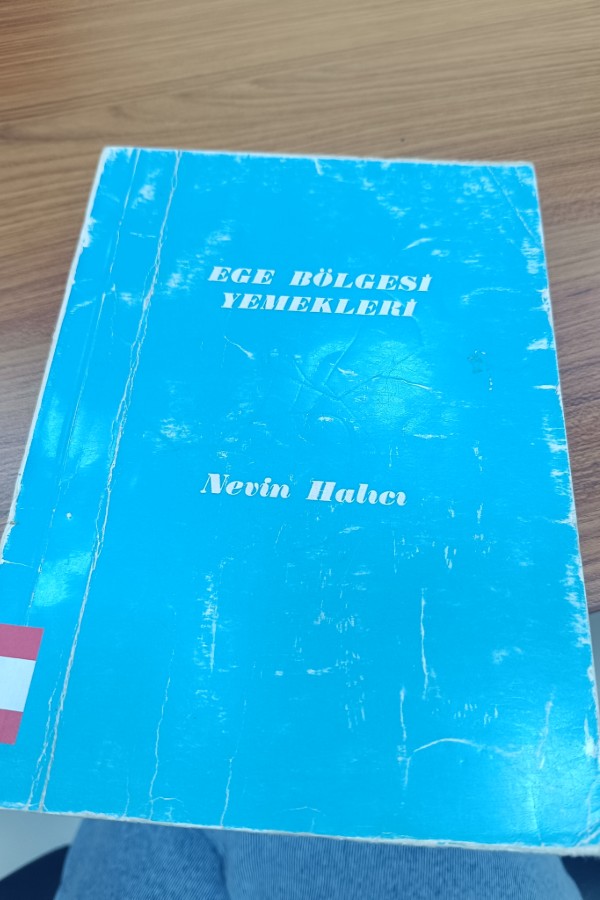 EGE BÖLGESİ
YEMEKLERİ
Nevin Halıcı